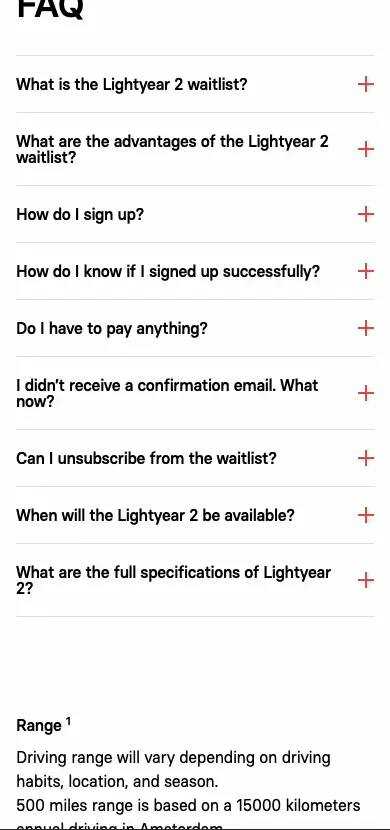 FAQ
What is the Lightyear 2 waitlist?
What are the advantages of the Lightyear 2
waitlist?
How do I sign up?
How do I know if I signed up successfully?
Do I have to pay anything?
I didn't receive a confirmation email. What
now?
Can I unsubscribe from the waitlist?
When will the Lightyear 2 be available?
What are the full specifications of Lightyear
2?
Range ¹
Driving range will vary depending on driving
habits, location, and season.
500 miles range is based on a 15000 kilometers
annual driving in Amsterdam